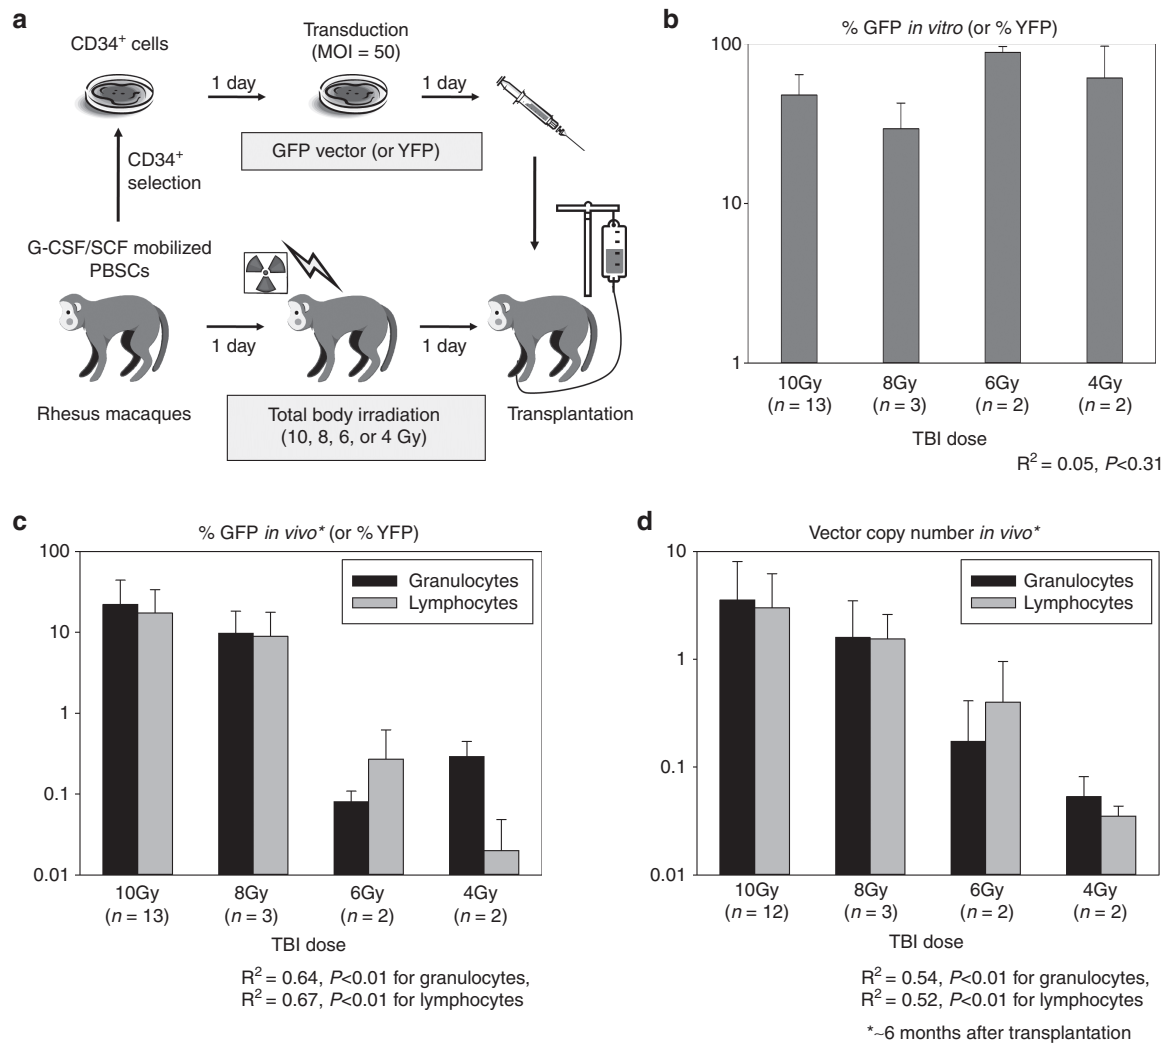 a
CD34+ cells
Transduction
(MOI = 50)
1 day
1 day
GFP vector (or YFP)
CD34+
selection
G-CSF/SCF mobilized
PBSCs
1 day
1 day
Rhesus macaques
Total body irradiation
(10, 8, 6, or 4 Gy)
Transplantation
b
% GFP in vitro (or % YFP)
100
10
1
10Gy 8Gy 6Gy 4Gy
(n = 13) (n = 3) (n = 2) (n = 2)
TBI dose
R2 = 0.05, P<0.31
c
% GFP in vivo* (or % YFP)
100
10
1
0.1
0.01
Granulocytes
Lymphocytes
10Gy 8Gy 6Gy 4Gy
(n = 13) (n = 3) (n = 2) (n = 2)
TBI dose
R2 = 0.64, P<0.01 for granulocytes,
R2 = 0.67, P<0.01 for lymphocytes
d
Vector copy number in vivo*
10
1
0.1
0.01
Granulocytes
Lymphocytes
10Gy 8Gy 6Gy 4Gy
(n = 12) (n = 3) (n = 2) (n = 2)
TBI dose
R2 = 0.54, P<0.01 for granulocytes,
R2 = 0.52, P<0.01 for lymphocytes
*~6 months after transplantation